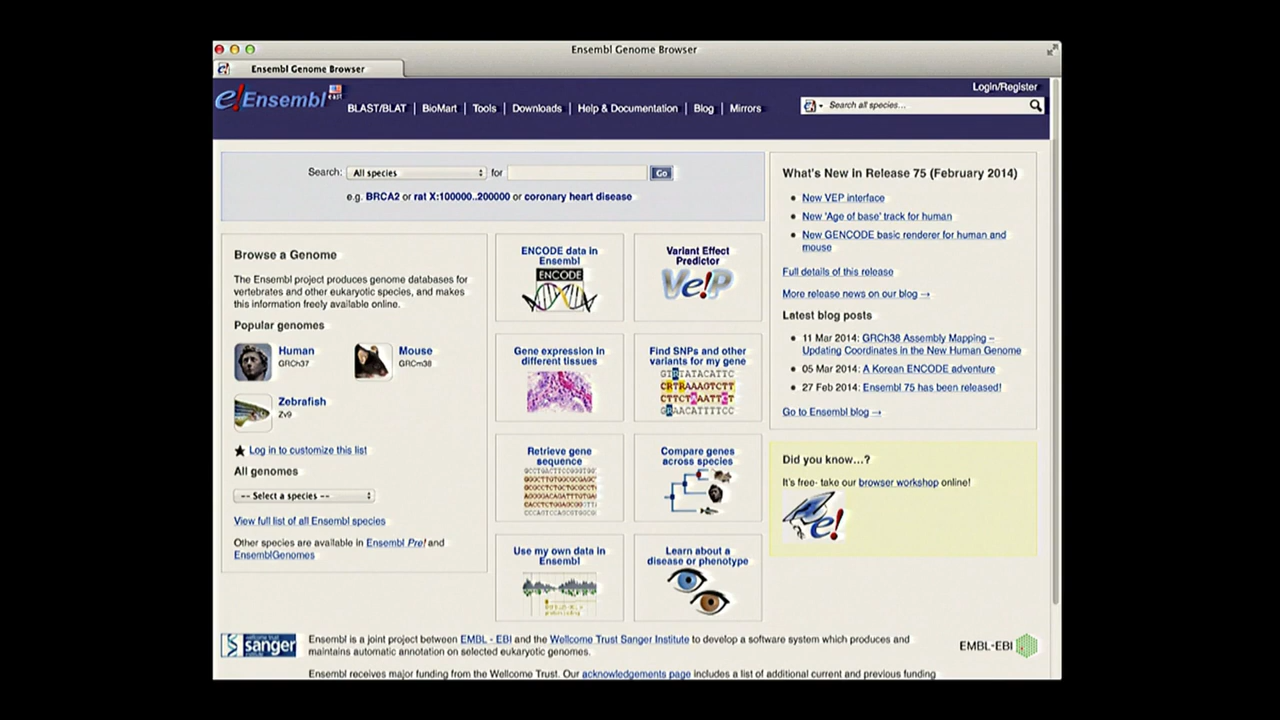 Ensembl Genome Browser
Ensembl Genome Browser
Login/Register
e!Ensembl
east
BLAST/BLAT | BioMart | Tools | Downloads | Help & Documentation | Blog | Mirrors
Search all species...
Search: All species for Go
e.g. BRCA2 or rat X:100000..200000 or coronary heart disease
Browse a Genome
The Ensembl project produces genome databases for
vertebrates and other eukaryotic species, and makes
this information freely available online.
Popular genomes
Human
GRCh37
Mouse
GRCm38
Zebrafish
Zv9
Log in to customize this list
All genomes
-- Select a species --
View full list of all Ensembl species
Other species are available in Ensembl Pre! and
EnsemblGenomes
ENCODE data in
Ensembl
ENCODE
Variant Effect
Predictor
Ve!P
Gene expression in
different tissues
Find SNPs and other
variants for my gene
GTRTATACATTC
CRTRAAAGTCTT
CTTCTAAATTCT
GRAACATTTTCC
Retrieve gene
sequence
Compare genes
across species
Use my own data in
Ensembl
Learn about a
disease or phenotype
What's New in Release 75 (February 2014)
New VEP interface
New 'Age of base' track for human
New GENCODE basic renderer for human and
mouse
Full details of this release
More release news on our blog →
Latest blog posts
11 Mar 2014: GRCh38 Assembly Mapping –
Updating Coordinates in the New Human Genome
05 Mar 2014: A Korean ENCODE adventure
27 Feb 2014: Ensembl 75 has been released!
Go to Ensembl blog →
Did you know...?
It's free- take our browser workshop online!
e!
wellcome trust
sanger
institute
Ensembl is a joint project between EMBL - EBI and the Wellcome Trust Sanger Institute to develop a software system which produces and
maintains automatic annotation on selected eukaryotic genomes.
EMBL-EBI
Ensembl receives major funding from the Wellcome Trust. Our acknowledgements page includes a list of additional current and previous funding